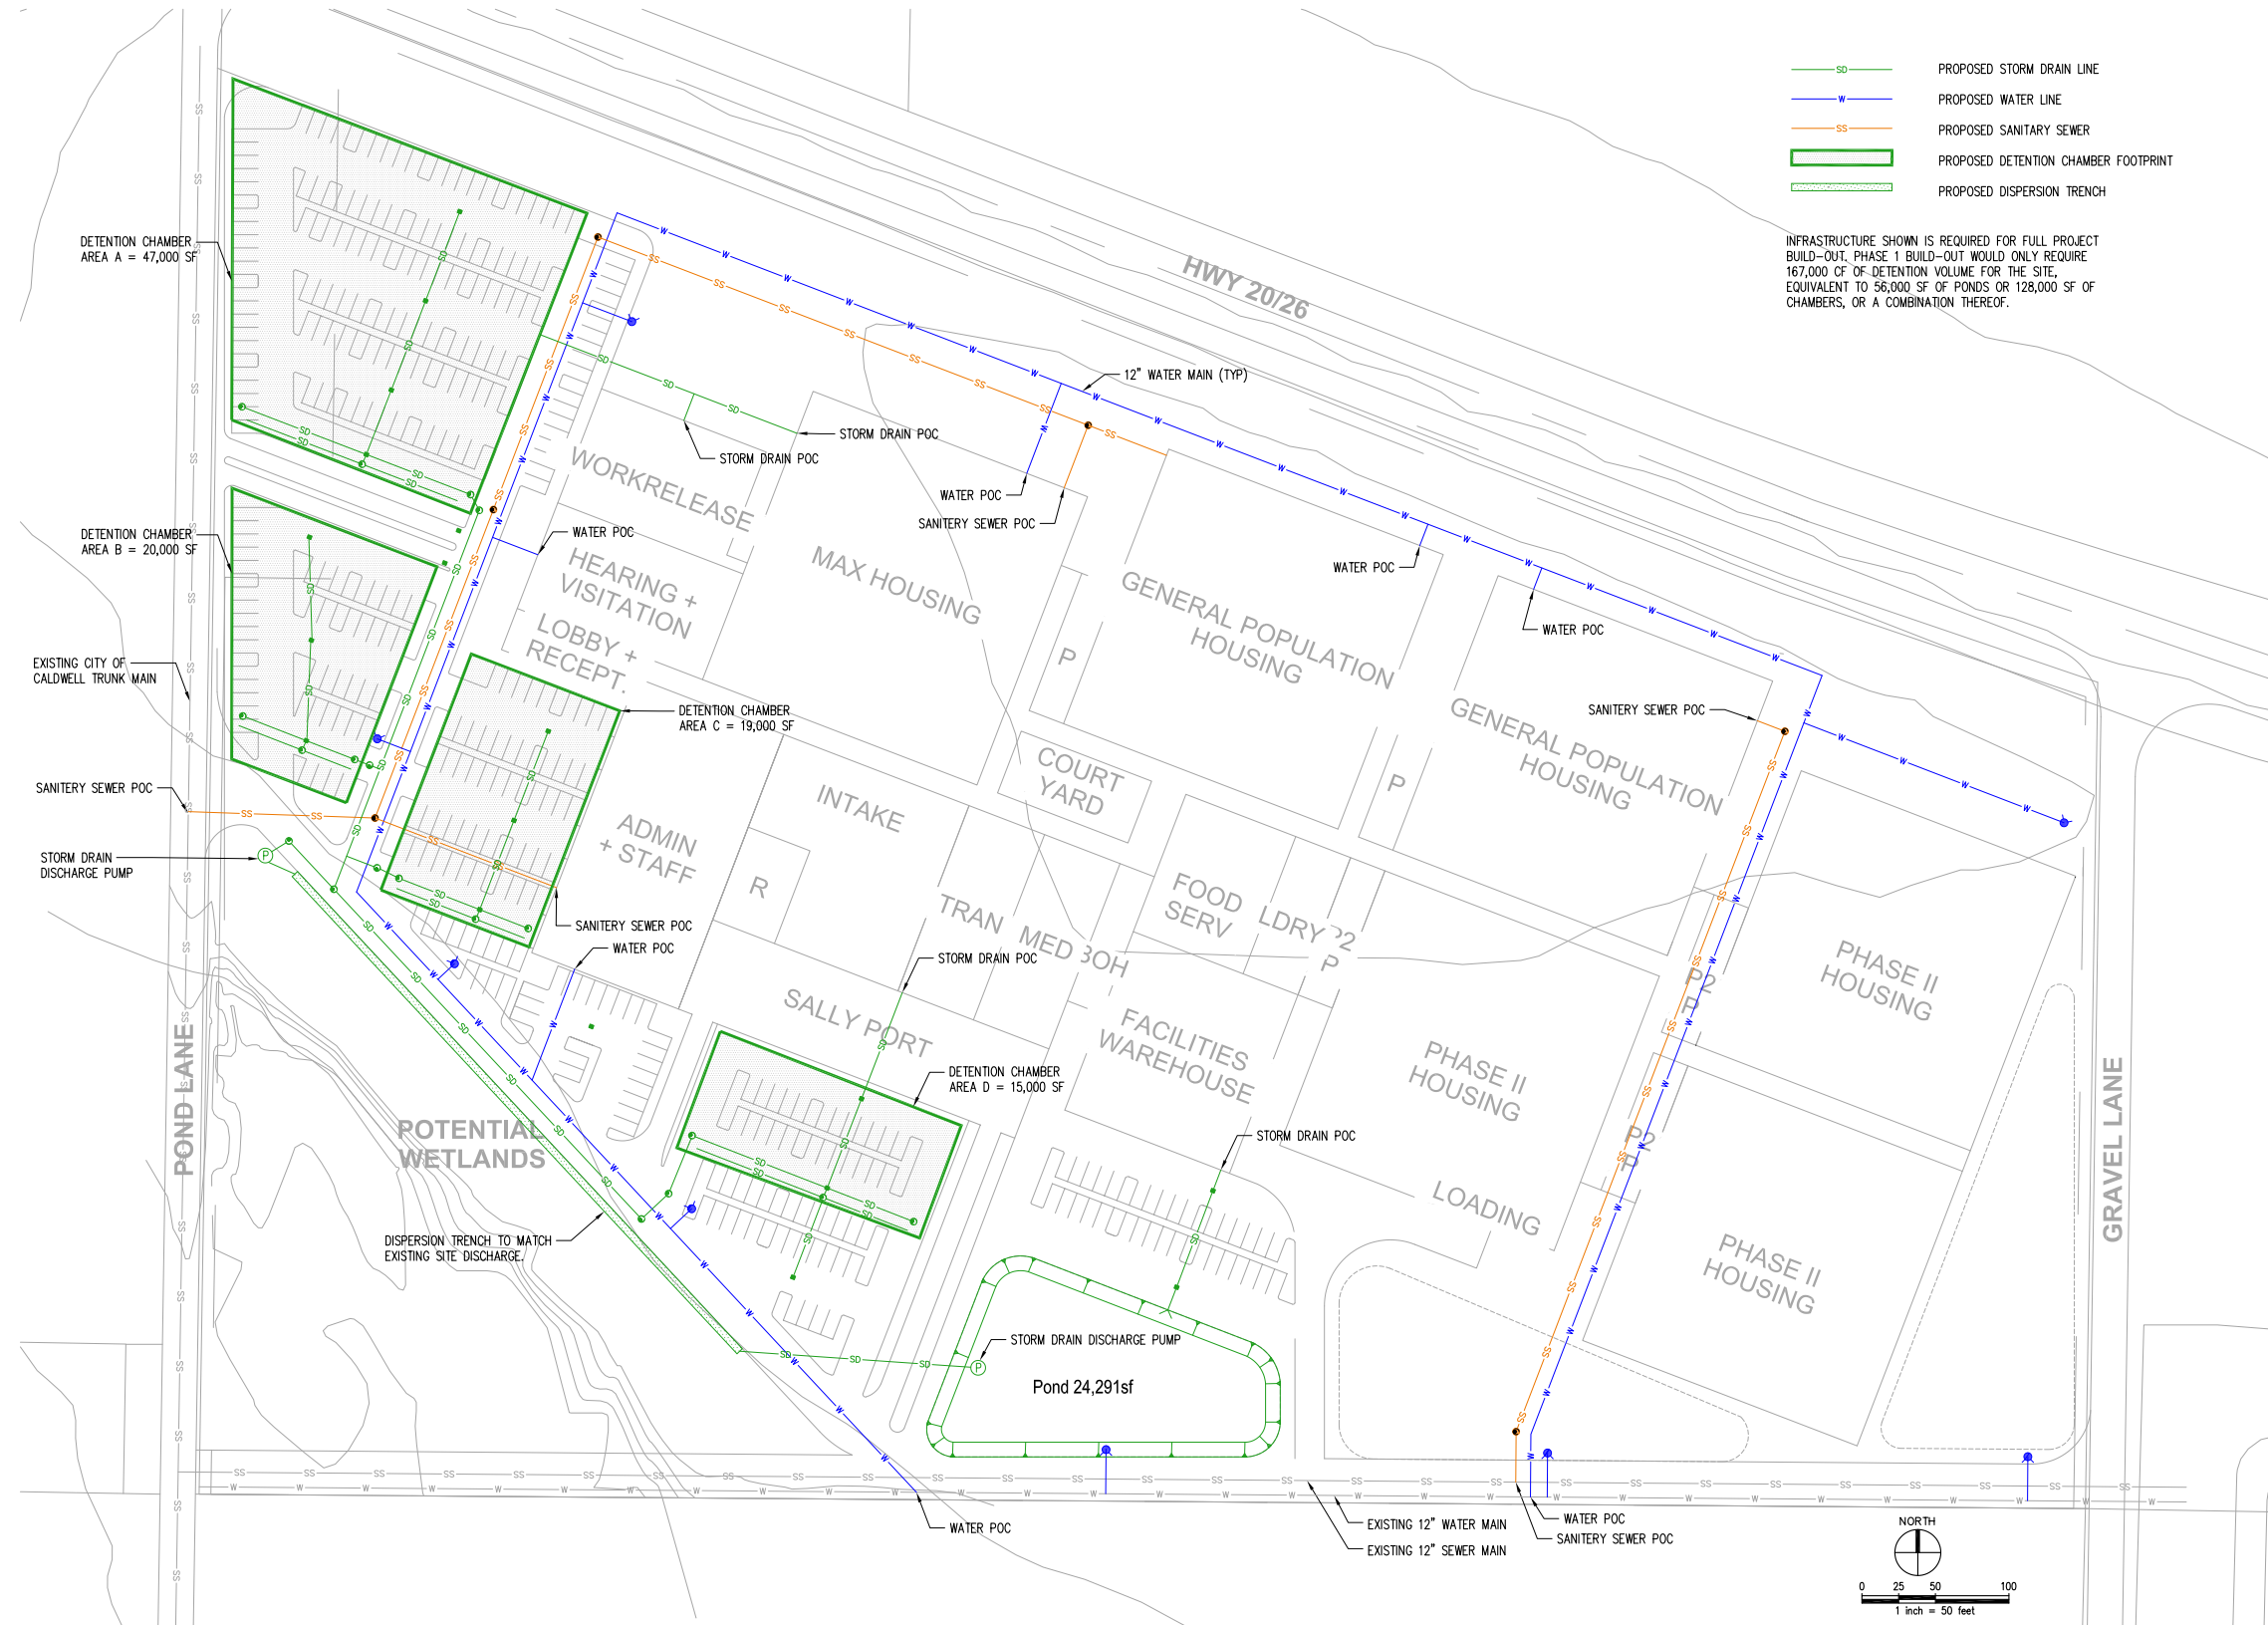 SD
PROPOSED STORM DRAIN LINE
W
PROPOSED WATER LINE
SS
PROPOSED SANITARY SEWER
PROPOSED DETENTION CHAMBER FOOTPRINT
PROPOSED DISPERSION TRENCH
INFRASTRUCTURE SHOWN IS REQUIRED FOR FULL PROJECT
BUILD-OUT. PHASE 1 BUILD-OUT WOULD ONLY REQUIRE
167,000 CF OF DETENTION VOLUME FOR THE SITE,
EQUIVALENT TO 56,000 SF OF PONDS OR 128,000 SF OF
CHAMBERS, OR A COMBINATION THEREOF.
HWY 20/26
DETENTION CHAMBER
AREA A = 47,000 SF
12" WATER MAIN (TYP)
STORM DRAIN POC
STORM DRAIN POC
WORKRELEASE
WATER POC
SANITERY SEWER POC
DETENTION CHAMBER
AREA B = 20,000 SF
WATER POC
HEARING +
VISITATION
MAX HOUSING
WATER POC
GENERAL POPULATION
HOUSING
WATER POC
LOBBY +
RECEPT.
P
EXISTING CITY OF
CALDWELL TRUNK MAIN
DETENTION CHAMBER
AREA C = 19,000 SF
SANITERY SEWER POC
GENERAL POPULATION
HOUSING
P
COURT
YARD
SANITERY SEWER POC
INTAKE
ADMIN
+ STAFF
STORM DRAIN
DISCHARGE PUMP
P
R
FOOD
SERV
LDRY
P2
P
SANITERY SEWER POC
WATER POC
TRAN
MED
BOH
STORM DRAIN POC
PHASE II
HOUSING
P2
P
SALLY PORT
FACILITIES
WAREHOUSE
PHASE II
HOUSING
DETENTION CHAMBER
AREA D = 15,000 SF
POND LANE
POTENTIAL
WETLANDS
STORM DRAIN POC
P2
P
GRAVEL LANE
LOADING
DISPERSION TRENCH TO MATCH
EXISTING SITE DISCHARGE.
PHASE II
HOUSING
STORM DRAIN DISCHARGE PUMP
P
Pond 24,291sf
WATER POC
EXISTING 12" WATER MAIN
EXISTING 12" SEWER MAIN
WATER POC
SANITERY SEWER POC
NORTH
0 25 50 100
1 inch = 50 feet